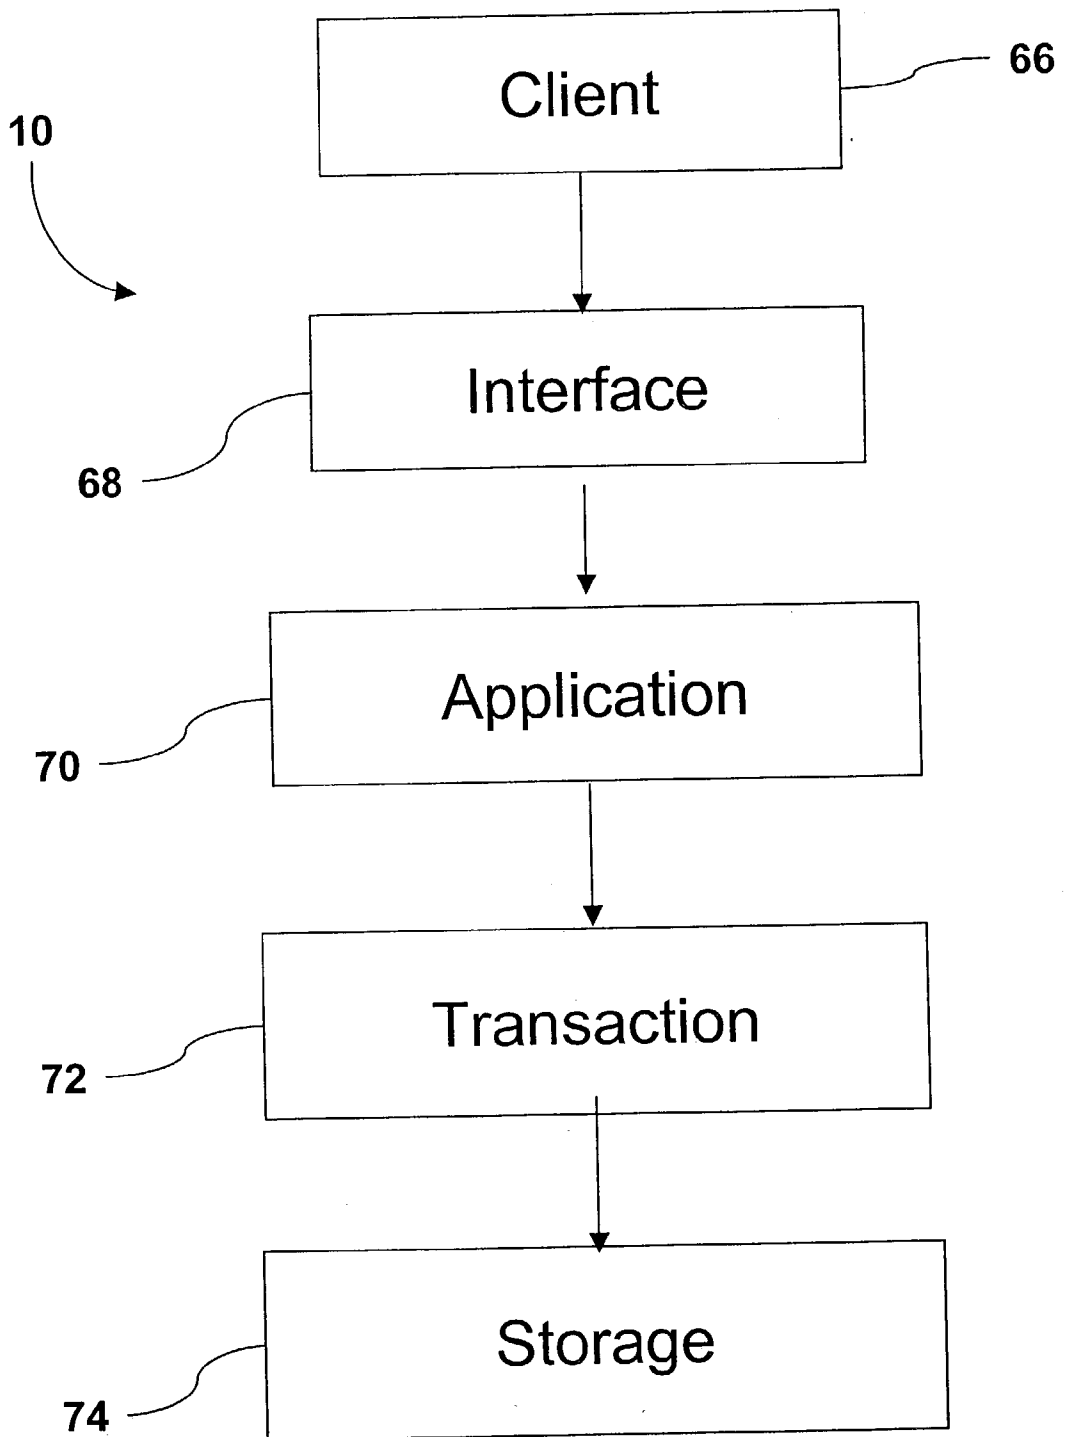 Client
66
10
Interface
68
Application
70
Transaction
72
Storage
74